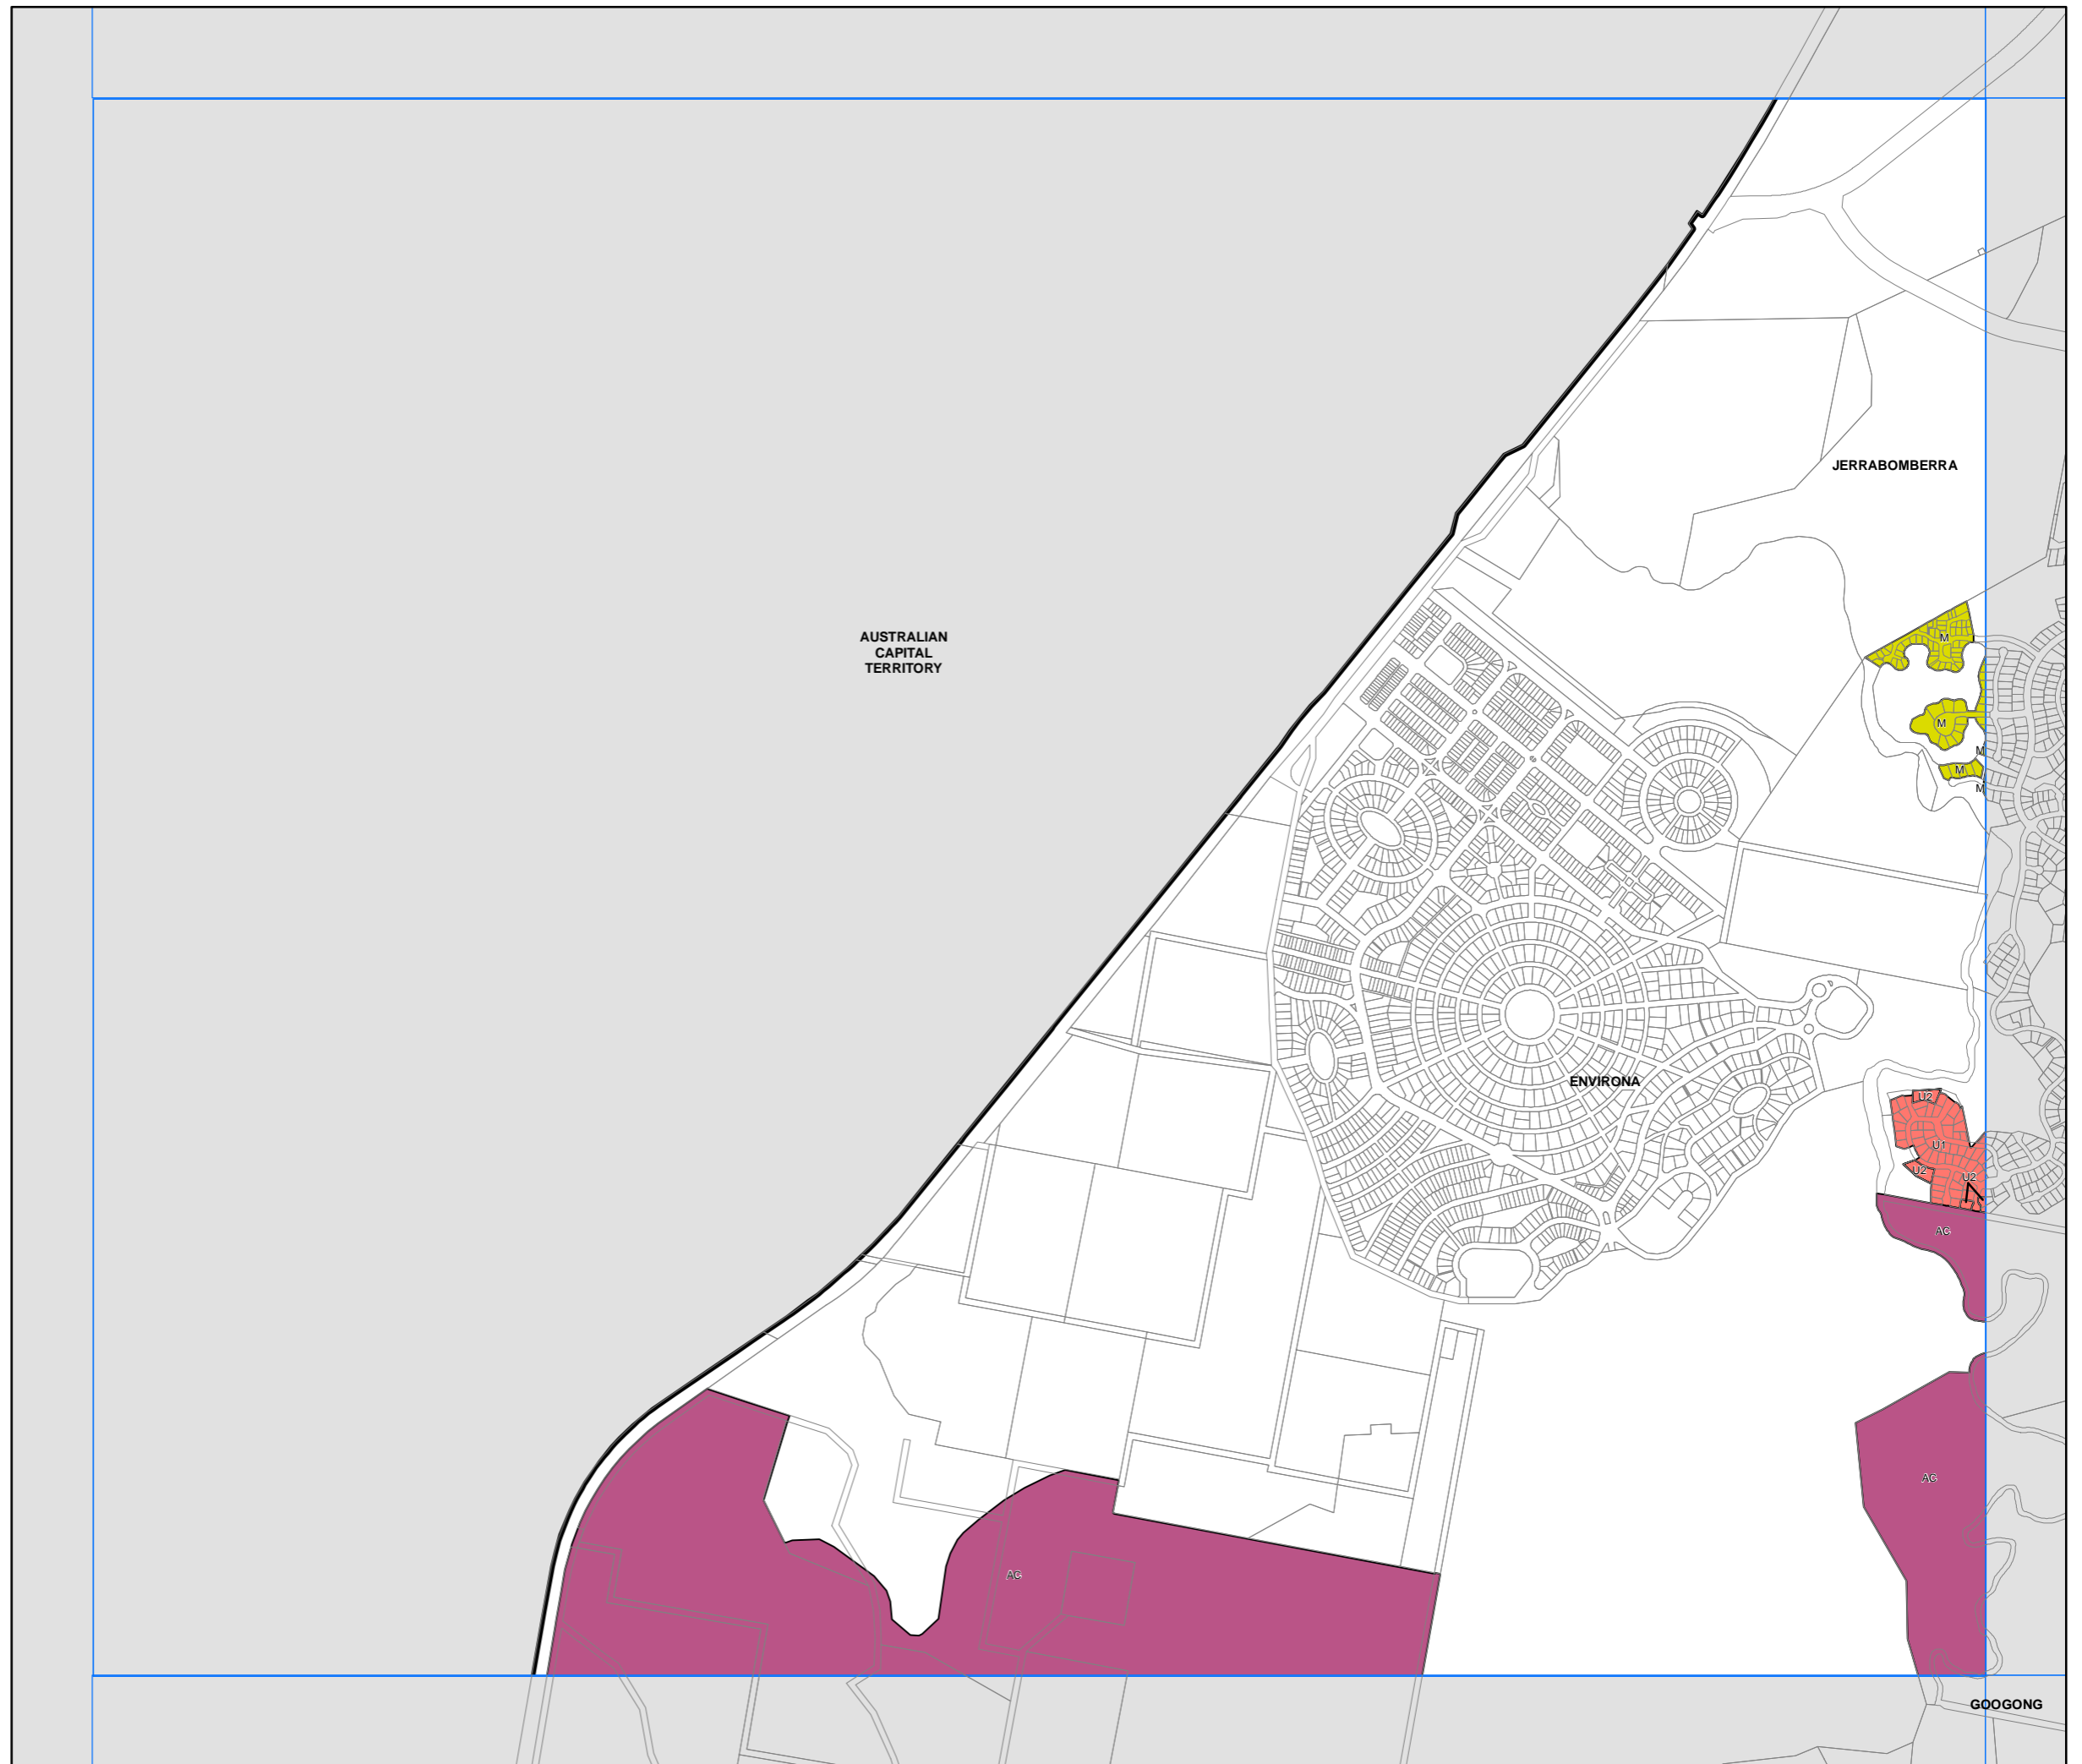 JERRABOMBERRA
AUSTRALIAN
CAPITAL
TERRITORY
M
M
M
M
M
ENVIRONA
U2
U1
U2
U2
AC
AC
AC
GOOGONG